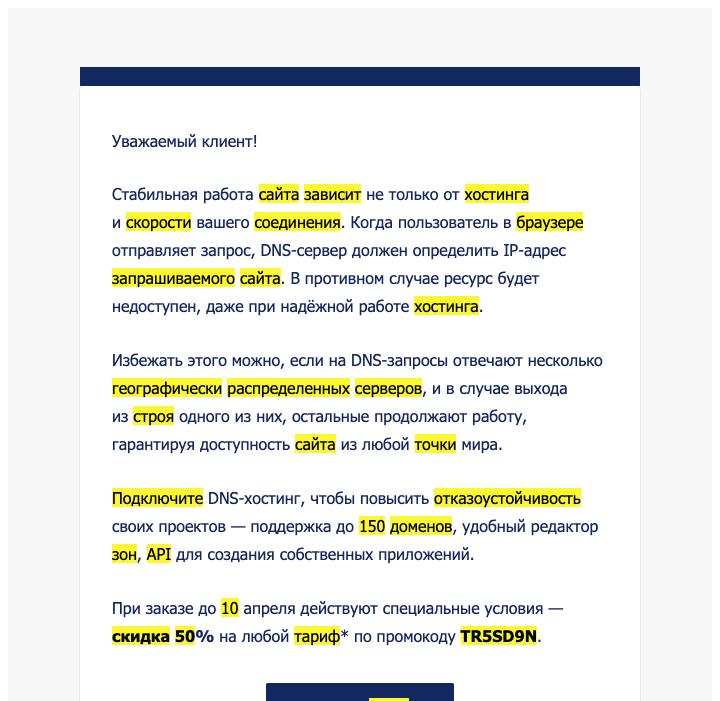 Уважаемый клиент!
Стабильная работа сайта зависит не только от хостинга
и скорости вашего соединения. Когда пользователь в браузере
отправляет запрос, DNS-сервер должен определить IP-адрес
запрашиваемого сайта. В противном случае ресурс будет
недоступен, даже при надёжной работе хостинга.
Избежать этого можно, если на DNS-запросы отвечают несколько
географически распределенных серверов, и в случае выхода
из строя одного из них, остальные продолжают работу,
гарантируя доступность сайта из любой точки мира.
Подключите DNS-хостинг, чтобы повысить отказоустойчивость
своих проектов — поддержка до 150 доменов, удобный редактор
зон, API для создания собственных приложений.
При заказе до 10 апреля действуют специальные условия —
скидка 50% на любой тариф* по промокоду TR5SD9N.